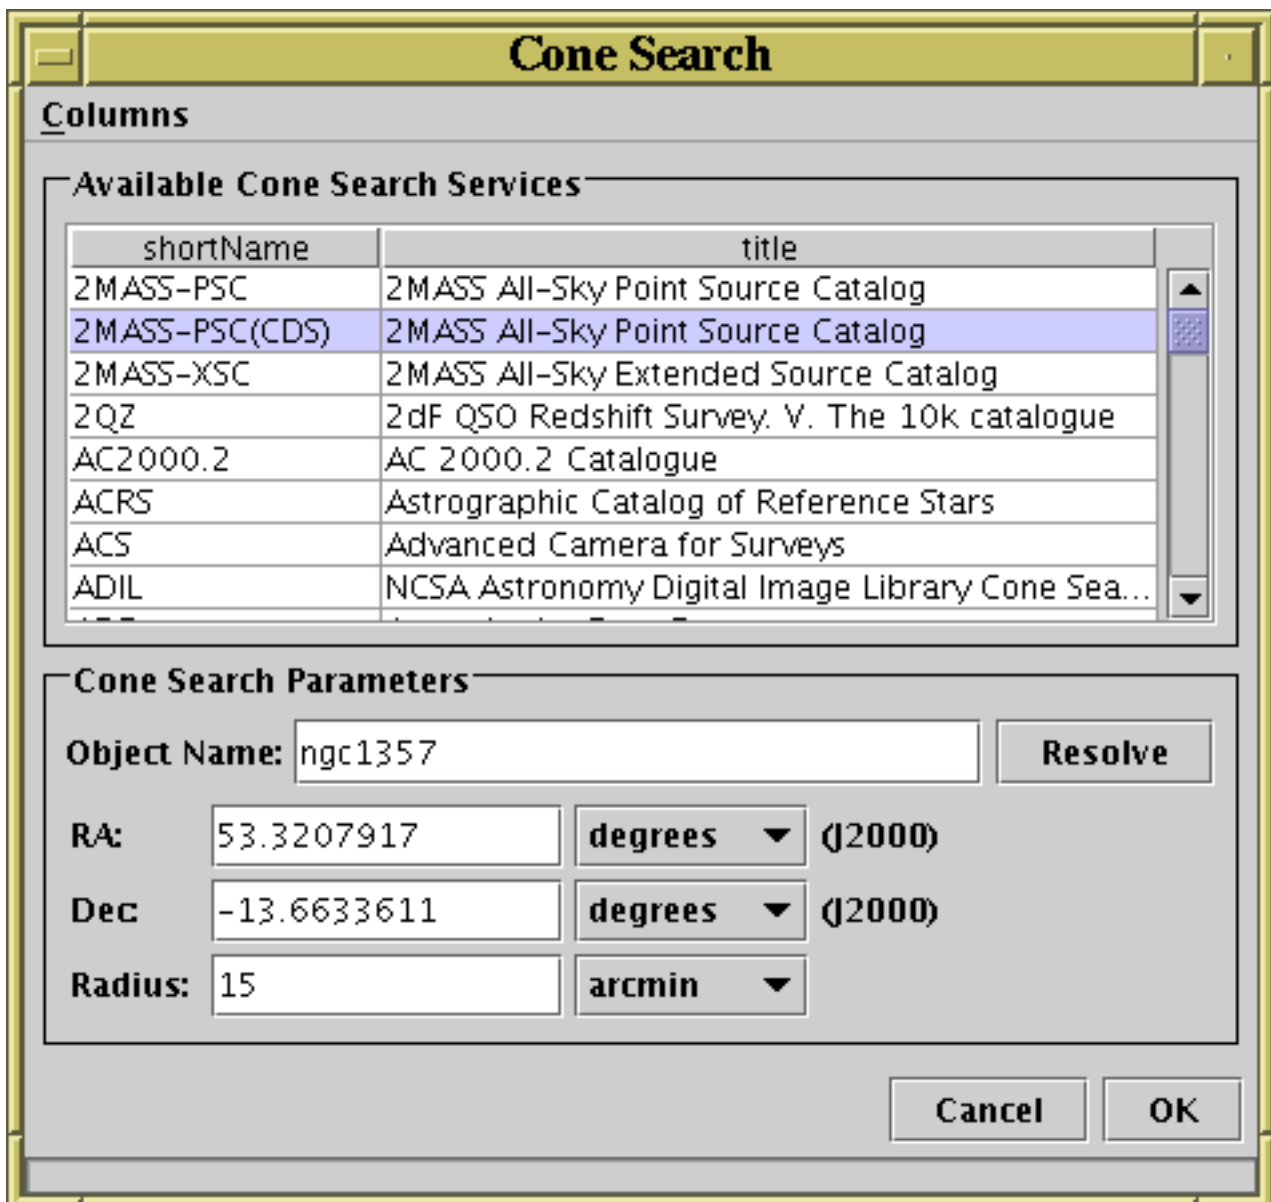 Cone Search
Columns
Available Cone Search Services
shortName title
2MASS-PSC 2MASS All-Sky Point Source Catalog
2MASS-PSC(CDS) 2MASS All-Sky Point Source Catalog
2MASS-XSC 2MASS All-Sky Extended Source Catalog
2QZ 2dF QSO Redshift Survey. V. The 10k catalogue
AC2000.2 AC 2000.2 Catalogue
ACRS Astrographic Catalog of Reference Stars
ACS Advanced Camera for Surveys
ADIL NCSA Astronomy Digital Image Library Cone Sea...
Cone Search Parameters
Object Name: ngc1357 Resolve
RA: 53.3207917 degrees (J2000)
Dec: -13.6633611 degrees (J2000)
Radius: 15 arcmin
Cancel OK